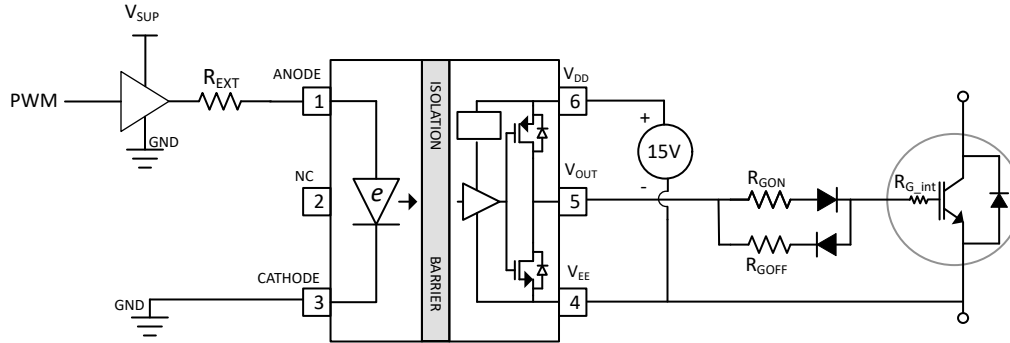 V_SUP
PWM
R_EXT
GND
ANODE
1
NC
2
CATHODE
3
GND
e
ISOLATION
BARRIER
V_DD
6
V_OUT
5
V_EE
4
+
15V
-
R_GON
R_GOFF
R_G_int